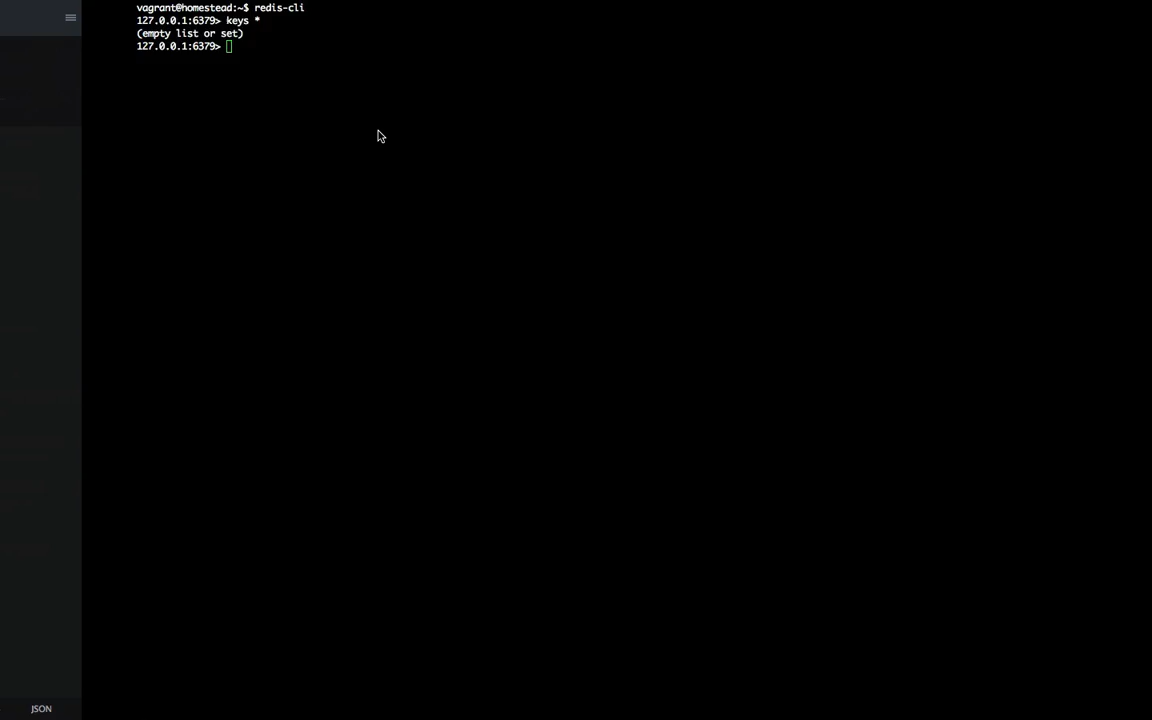 vagrant@homestead:~$ redis-cli
127.0.0.1:6379> keys *
(empty list or set)
127.0.0.1:6379>
JSON